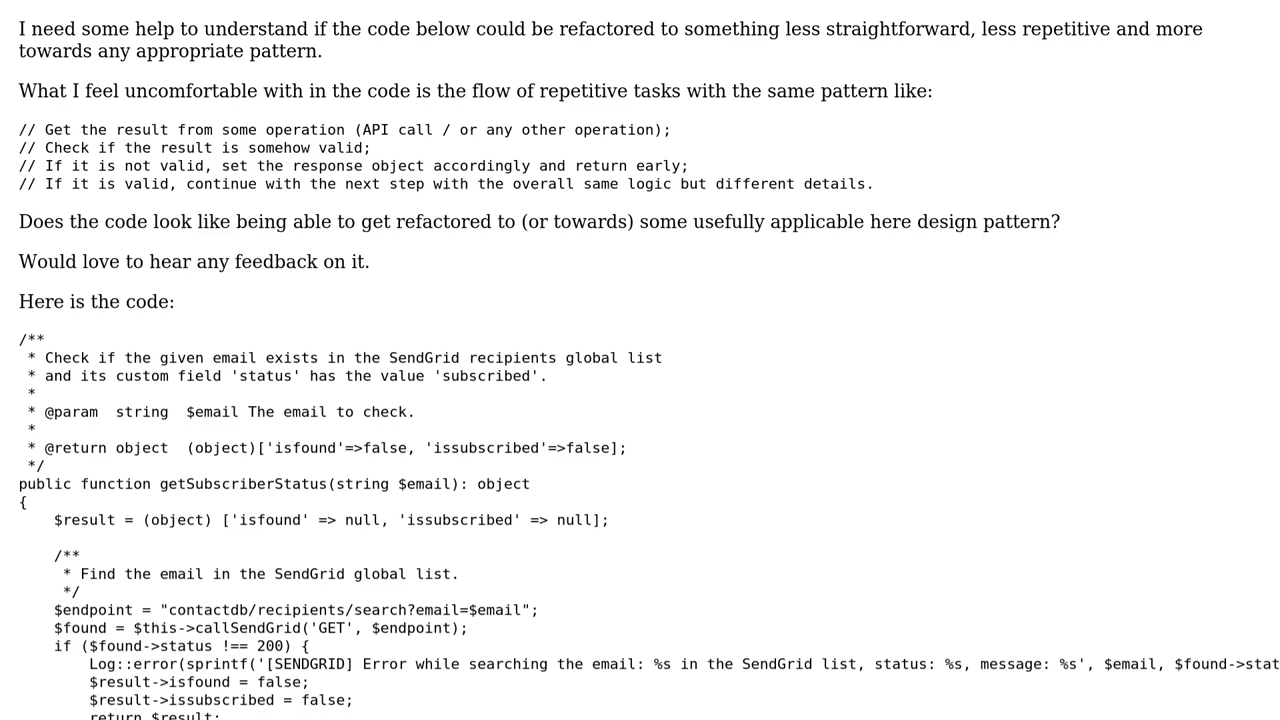 I need some help to understand if the code below could be refactored to something less straightforward, less repetitive and more
towards any appropriate pattern.
What I feel uncomfortable with in the code is the flow of repetitive tasks with the same pattern like:
// Get the result from some operation (API call / or any other operation);
// Check if the result is somehow valid;
// If it is not valid, set the response object accordingly and return early;
// If it is valid, continue with the next step with the overall same logic but different details.
Does the code look like being able to get refactored to (or towards) some usefully applicable here design pattern?
Would love to hear any feedback on it.
Here is the code:
/**
 * Check if the given email exists in the SendGrid recipients global list
 * and its custom field 'status' has the value 'subscribed'.
 *
 * @param  string  $email The email to check.
 *
 * @return object  (object)['isfound'=>false, 'issubscribed'=>false];
 */
public function getSubscriberStatus(string $email): object
{
    $result = (object) ['isfound' => null, 'issubscribed' => null];
    /**
     * Find the email in the SendGrid global list.
     */
    $endpoint = "contactdb/recipients/search?email=$email";
    $found = $this->callSendGrid('GET', $endpoint);
    if ($found->status !== 200) {
        Log::error(sprintf('[SENDGRID] Error while searching the email: %s in the SendGrid list, status: %s, message: %s', $email, $found->stat
        $result->isfound = false;
        $result->issubscribed = false;
        return $result;